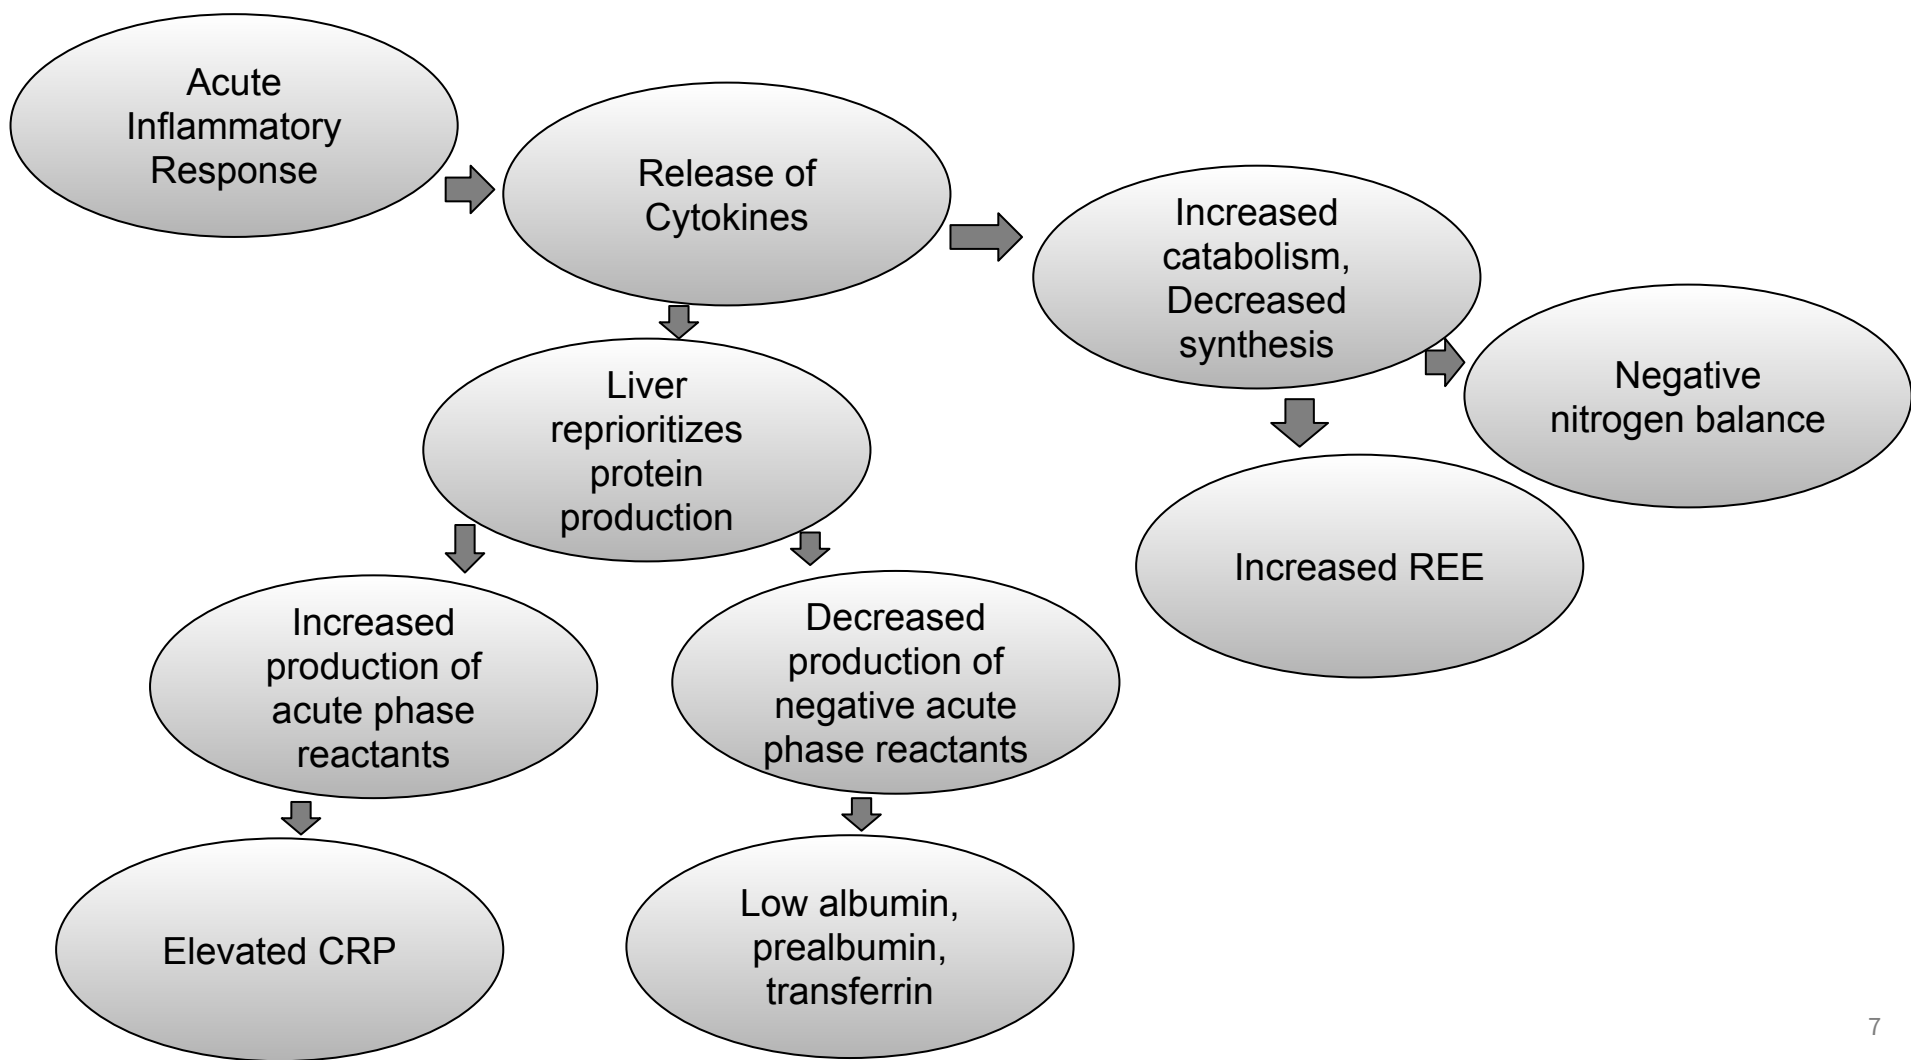 Acute
Inflammatory
Response
Release of
Cytokines
Increased
catabolism,
Decreased
synthesis
Negative
nitrogen balance
Liver
reprioritizes
protein
production
Increased REE
Increased
production of
acute phase
reactants
Decreased
production of
negative acute
phase reactants
Elevated CRP
Low albumin,
prealbumin,
transferrin
7